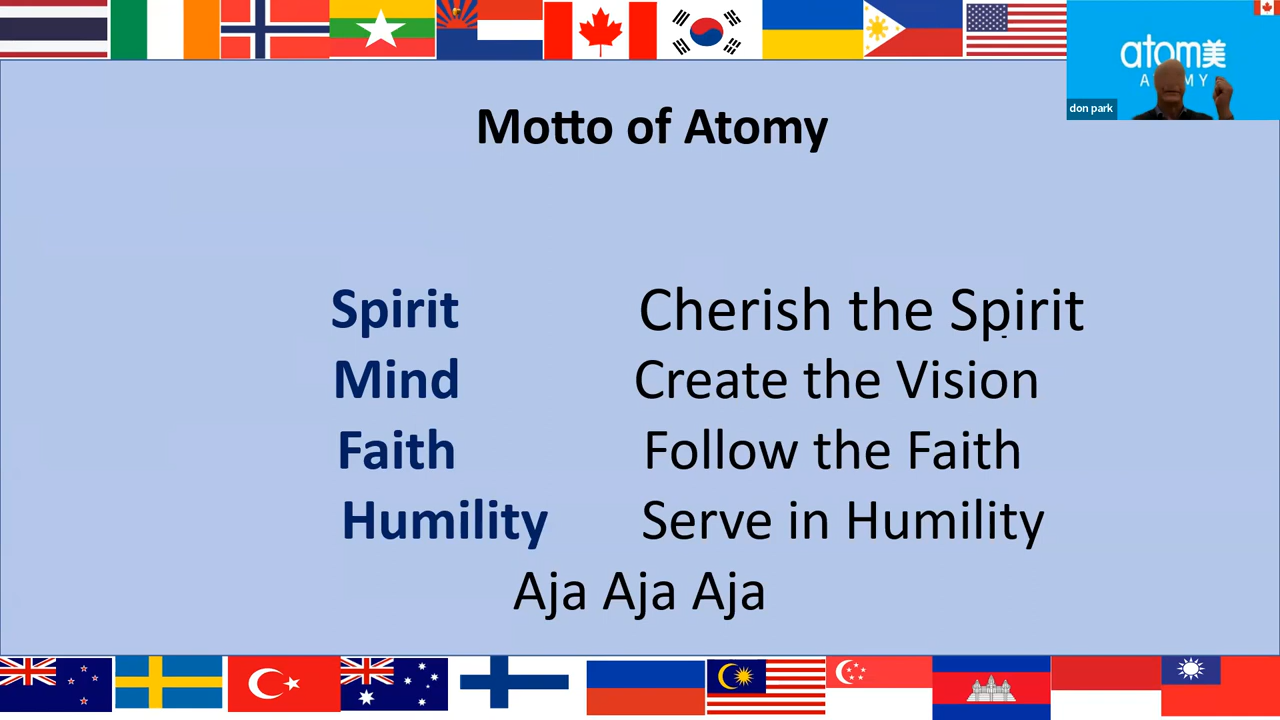 atom美
don park
Motto of Atomy
Spirit Cherish the Spirit
Mind Create the Vision
Faith Follow the Faith
Humility Serve in Humility
Aja Aja Aja